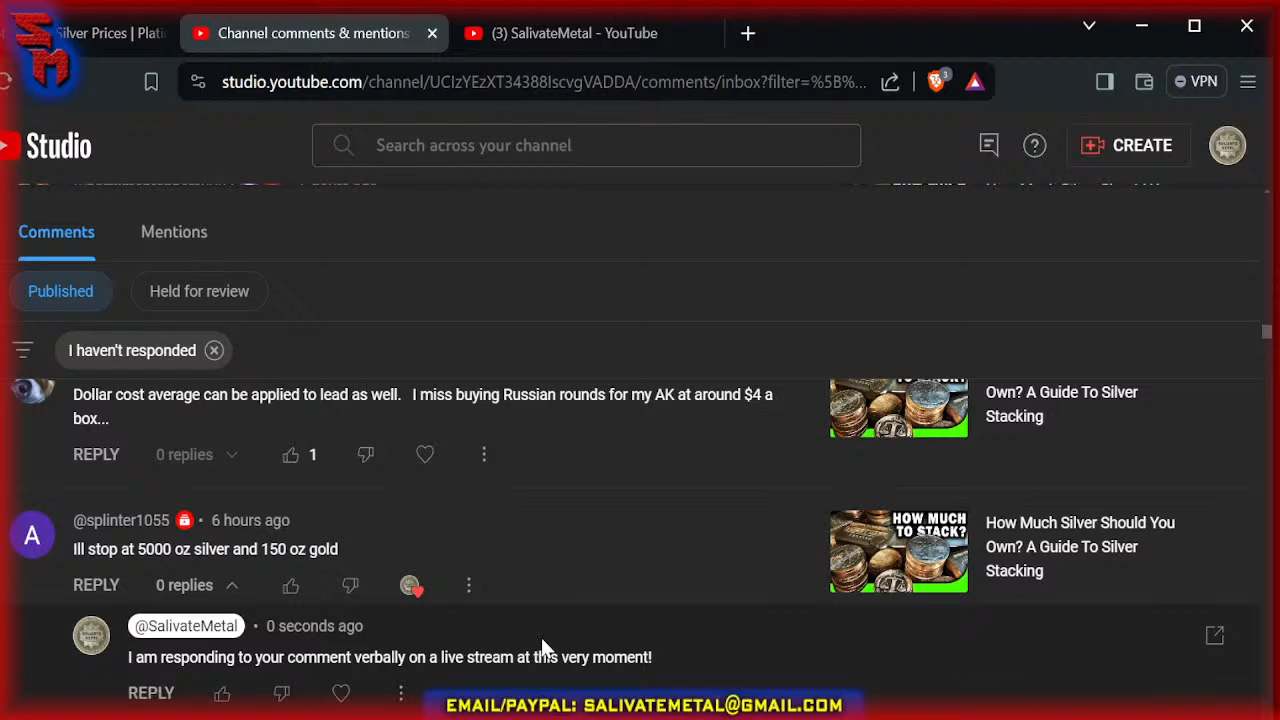 SM
Silver Prices | Plati
Channel comments & mentions
(3) SalivateMetal - YouTube
studio.youtube.com/channel/UCIzYEzXT34388IscvgVADDA/comments/inbox?filter=%5B%...
3
VPN
Studio
Search across your channel
CREATE
Comments
Mentions
Published
Held for review
I haven't responded
Dollar cost average can be applied to lead as well. I miss buying Russian rounds for my AK at around $4 a
box...
Own? A Guide To Silver
Stacking
REPLY
0 replies
1
A
@splinter1055 • 6 hours ago
Ill stop at 5000 oz silver and 150 oz gold
HOW MUCH
TO STACK?
How Much Silver Should You
Own? A Guide To Silver
Stacking
REPLY
0 replies
@SalivateMetal • 0 seconds ago
I am responding to your comment verbally on a live stream at this very moment!
REPLY
EMAIL/PAYPAL: SALIVATEMETAL@GMAIL.COM